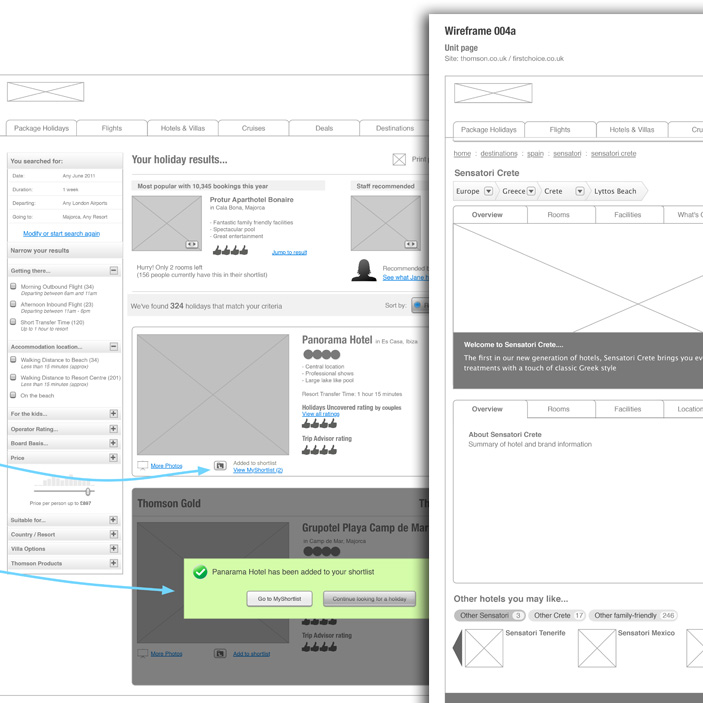 Package Holidays
Flights
Hotels & Villas
Cruises
Deals
Destinations
You searched for:
Date: Any June 2011
Duration: 1 week
Departing: Any London Airports
Going to: Majorca, Any Resort
Modify or start search again
Narrow your results
Getting there...
Morning Outbound Flight (34)
Departing between 6am and 11am
Afternoon Inbound Flight (23)
Departing between 11am - 6pm
Short Transfer Time (120)
Up to 1 hour to resort
Accommodation location...
Walking Distance to Beach (34)
Less than 15 minutes (approx)
Walking Distance to Resort Centre (201)
Less than 15 minutes (approx)
On the beach
For the kids...
Operator Rating...
Board Basis...
Price
Price per person up to £887
Suitable for...
Country / Resort
Villa Options
Thomson Products
Your holiday results...
Print
Most popular with 10,345 bookings this year
Protur Aparthotel Bonaire
in Cala Bona, Majorca
- Fantastic family friendly facilities
- Spectacular pool
- Great entertainment
Jump to result
Hurry! Only 2 rooms left
(156 people currently have this in their shortlist)
Staff recommended
Recommended
See what Jane
We've found 324 holidays that match your criteria
Sort by:
Panorama Hotel in Es Casa, Ibiza
- Central location
- Professional shores
- Large lake like pool
Resort Transfer Time: 1 hour 15 minutes
Holidays Uncovered rating by couples
View all ratings
Trip Advisor rating
More Photos
Added to shortlist
View MyShortlist (2)
Thomson Gold
Th
Grupotel Playa Camp de Mar
in Camp de Mar, Majorca
Panarama Hotel has been added to your shortlist
Go to MyShortlist
Continue looking for a holiday
Trip Advisor rating
More Photos
Add to shortlist
Wireframe 004a
Unit page
Site: thomson.co.uk / firstchoice.co.uk
Package Holidays
Flights
Hotels & Villas
Cru
home : destinations : spain : sensatori : sensatori crete
Sensatori Crete
Europe
Greece
Crete
Lyttos Beach
Overview
Rooms
Facilities
What's
Welcome to Sensatori Crete....
The first in our new generation of hotels, Sensatori Crete brings you ev
treatments with a touch of classic Greek style
Overview
Rooms
Facilities
Location
About Sensatori Crete
Summary of hotel and brand information
Other hotels you may like...
Other Sensatori 3
Other Crete 17
Other family-friendly 246
Sensatori Tenerife
Sensatori Mexico